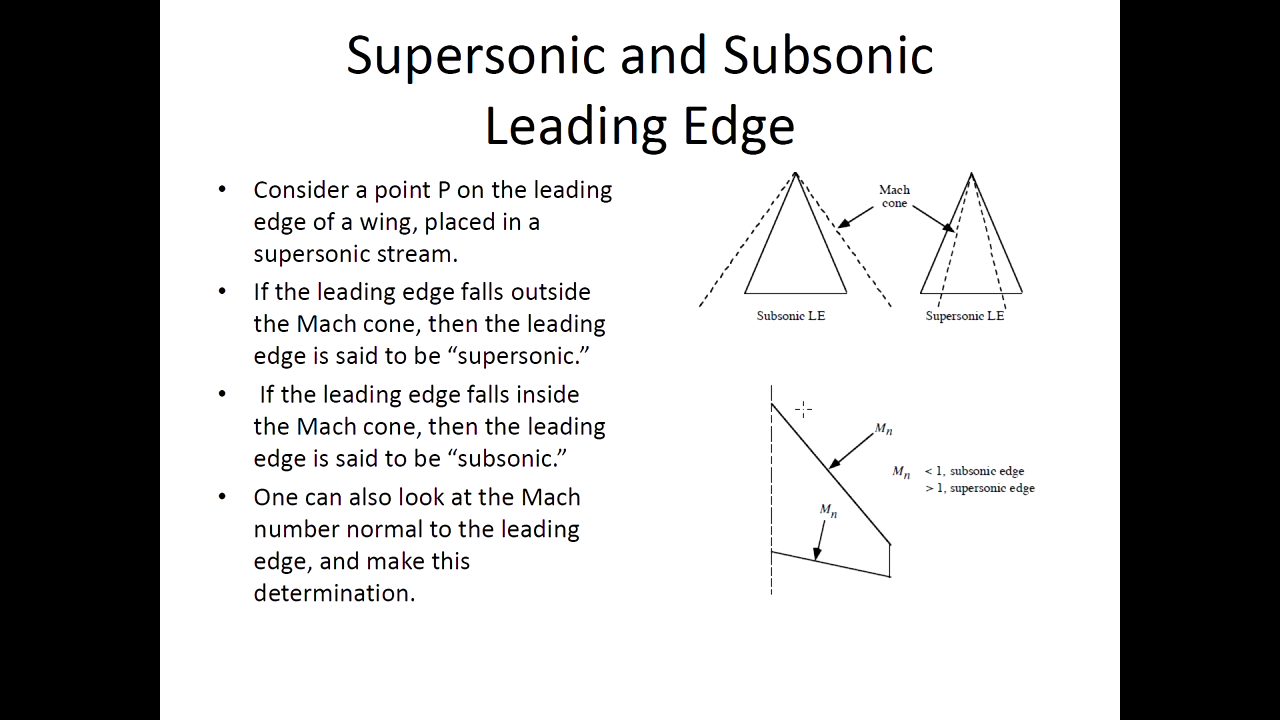 Supersonic and Subsonic
Leading Edge
• Consider a point P on the leading
edge of a wing, placed in a
supersonic stream.
• If the leading edge falls outside
the Mach cone, then the leading
edge is said to be “supersonic.”
• If the leading edge falls inside
the Mach cone, then the leading
edge is said to be “subsonic.”
• One can also look at the Mach
number normal to the leading
edge, and make this
determination.
Mach
cone
Subsonic LE
Supersonic LE
Mn
Mn < 1, subsonic edge
> 1, supersonic edge
Mn